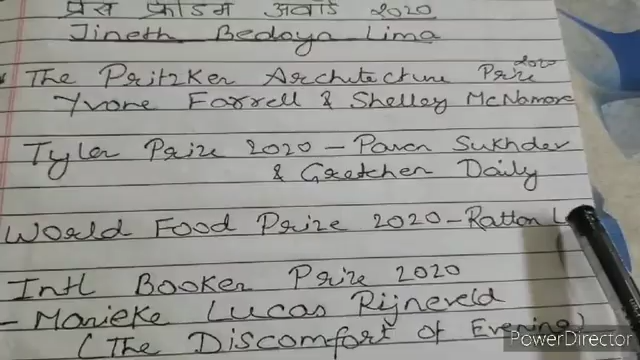 प्रेस फ्रीडम अवार्ड 2020
Jineth Bedoya Lima
The Pritzker Architecture Prize 2020
Yvone Farrell & Shelley McNamara
Tyler Prize 2020 - Pavan Sukhdev
& Gretchen Daily
World Food Prize 2020 - Rattan L
Intl Booker Prize 2020
- Marieke Lucas Rijneveld
(The Discomfort of Evening)
PowerDirector